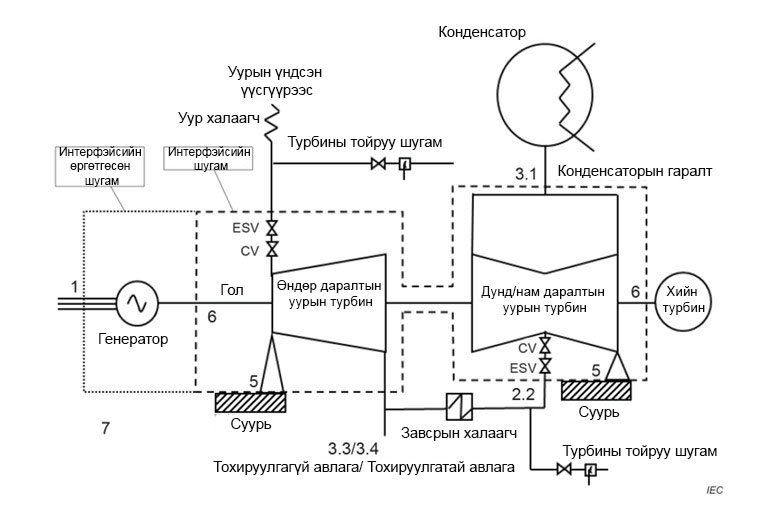 Конденсатор
Уурын үндсэн
үүсгүүрээс
Уур халаагч
Турбины тойруу шугам
Интерфэйсийн
өргөтгөсөн
шугам
Интерфэйсийн
шугам
3.1
Конденсаторын гаралт
ESV
CV
1
Гол
6
Өндөр даралтын
уурын турбин
Дунд/нам даралтын
уурын турбин
6
Хийн
турбин
Генератор
CV
ESV
5
5
2.2
Суурь
Суурь
7
Завсрын халаагч
3.3/3.4
Тохируулгагүй авлага/ Тохируулгатай авлага
Турбины тойруу шугам
IEC